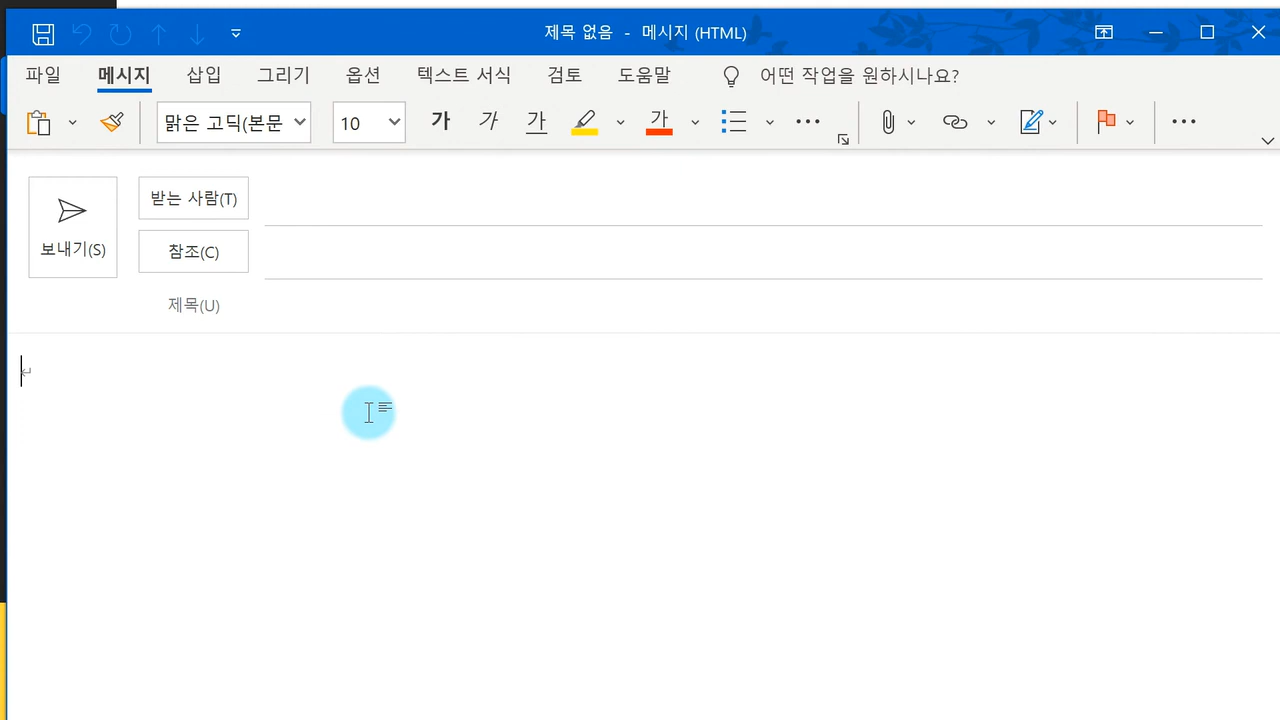 제목 없음 - 메시지 (HTML)
파일 메시지 삽입 그리기 옵션 텍스트 서식 검토 도움말 어떤 작업을 원하시나요?
맑은 고딕(본문 10 가 가 가 가
받는 사람(T)
보내기(S)
참조(C)
제목(U)